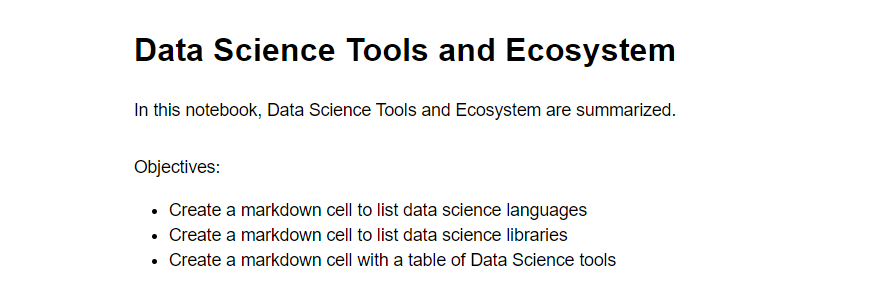 Data Science Tools and Ecosystem
In this notebook, Data Science Tools and Ecosystem are summarized.
Objectives:
• Create a markdown cell to list data science languages
• Create a markdown cell to list data science libraries
• Create a markdown cell with a table of Data Science tools